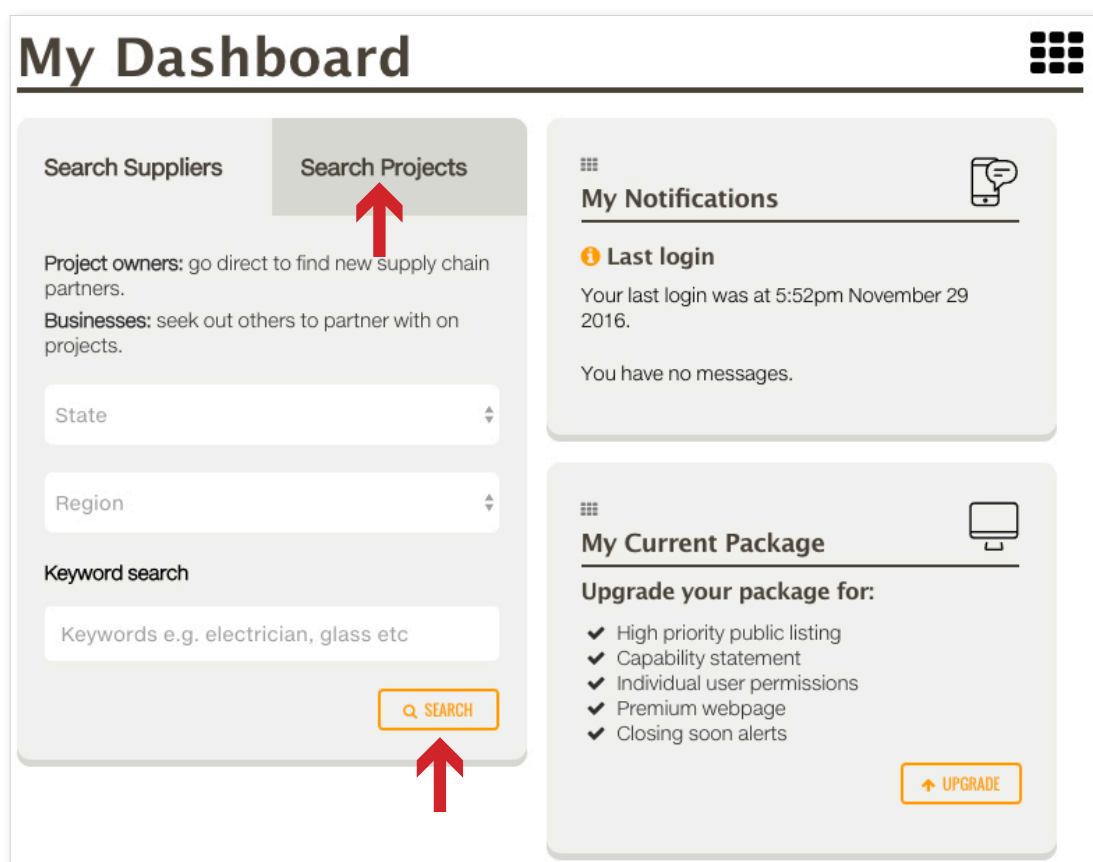 My Dashboard
Search Suppliers
Search Projects
Project owners: go direct to find new supply chain
partners.
Businesses: seek out others to partner with on
projects.
State
Region
Keyword search
Keywords e.g. electrician, glass etc
SEARCH
My Notifications
Last login
Your last login was at 5:52pm November 29
2016.
You have no messages.
My Current Package
Upgrade your package for:
High priority public listing
Capability statement
Individual user permissions
Premium webpage
Closing soon alerts
UPGRADE